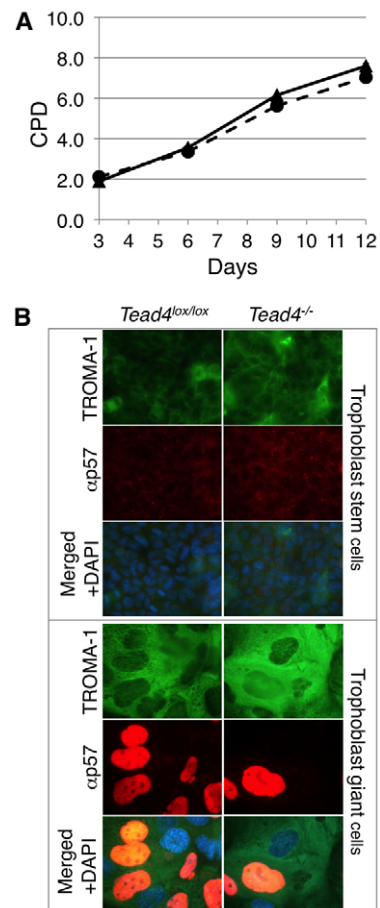 A
10.0
8.0
6.0
4.0
2.0
0.0
CPD
3 4 5 6 7 8 9 10 11 12
Days
B
Tead4lox/lox Tead4-/-
TROMA-1
αp57
Merged
+DAPI
Trophoblast stem cells
TROMA-1
αp57
Merged
+DAPI
Trophoblast giant cells